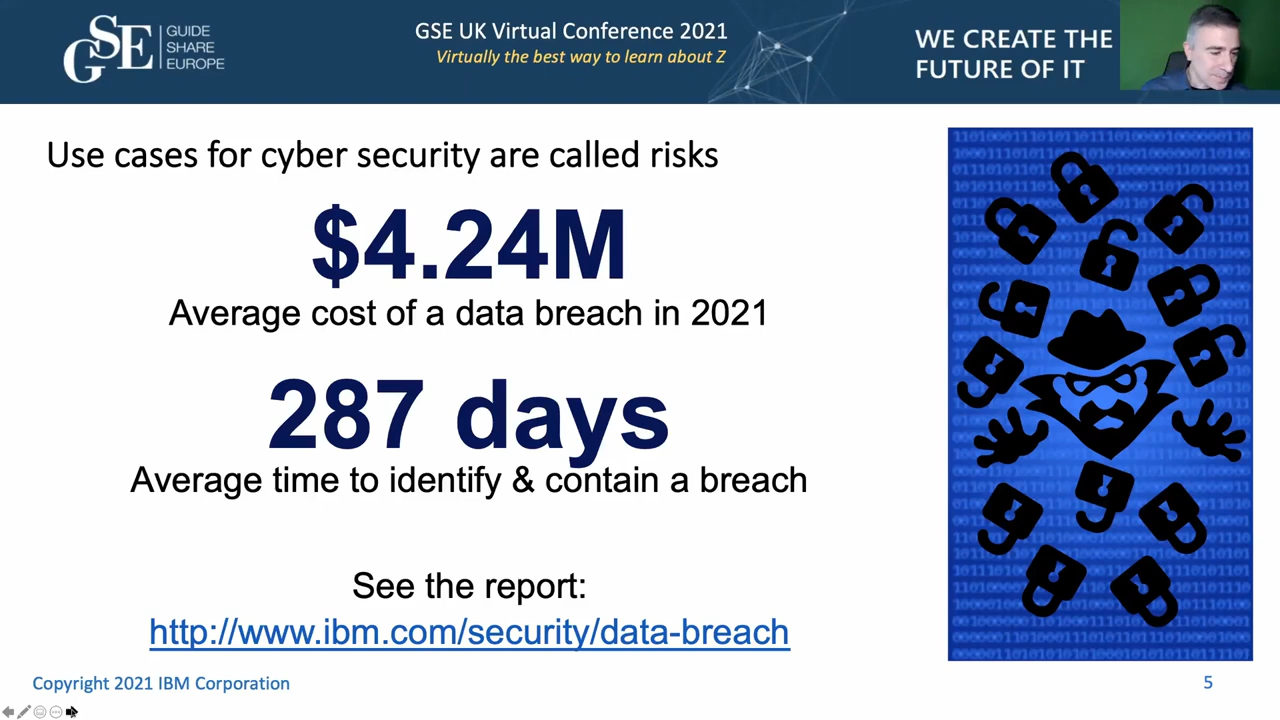 GSE
GUIDE
SHARE
EUROPE
GSE UK Virtual Conference 2021
Virtually the best way to learn about Z
WE CREATE THE
FUTURE OF IT
Use cases for cyber security are called risks
$4.24M
Average cost of a data breach in 2021
287 days
Average time to identify & contain a breach
See the report:
http://www.ibm.com/security/data-breach
Copyright 2021 IBM Corporation
5